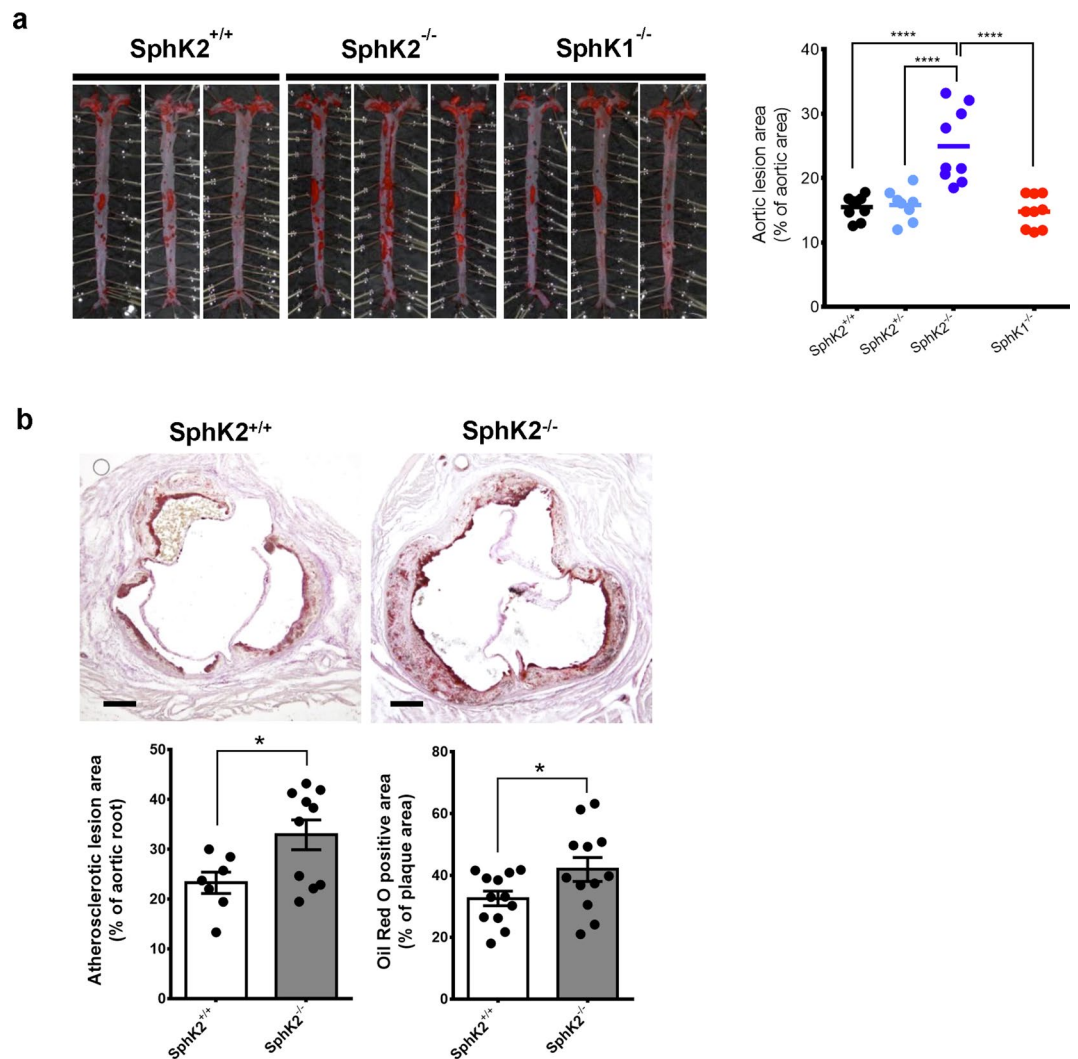 a
SphK2+/+
SphK2-/-
SphK1-/-
****
****
****
Aortic lesion area
(% of aortic area)
40
30
20
10
0
SphK2+/+
SphK2+/-
SphK2-/-
SphK1-/-
b
SphK2+/+
SphK2-/-
Atherosclerotic lesion area
(% of aortic root)
50
40
30
20
10
0
*
SphK2+/+
SphK2-/-
Oil Red O positive area
(% of plaque area)
80
60
40
20
0
*
SphK2+/+
SphK2-/-